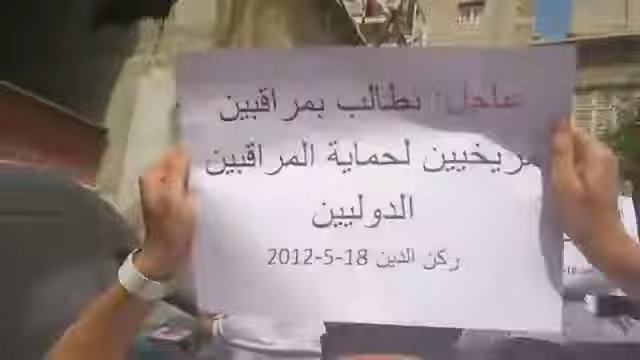 عاجل: نطالب بمراقبين
مريخيين لحماية المراقبين
الدوليين
ركن الدين 18-5-2012